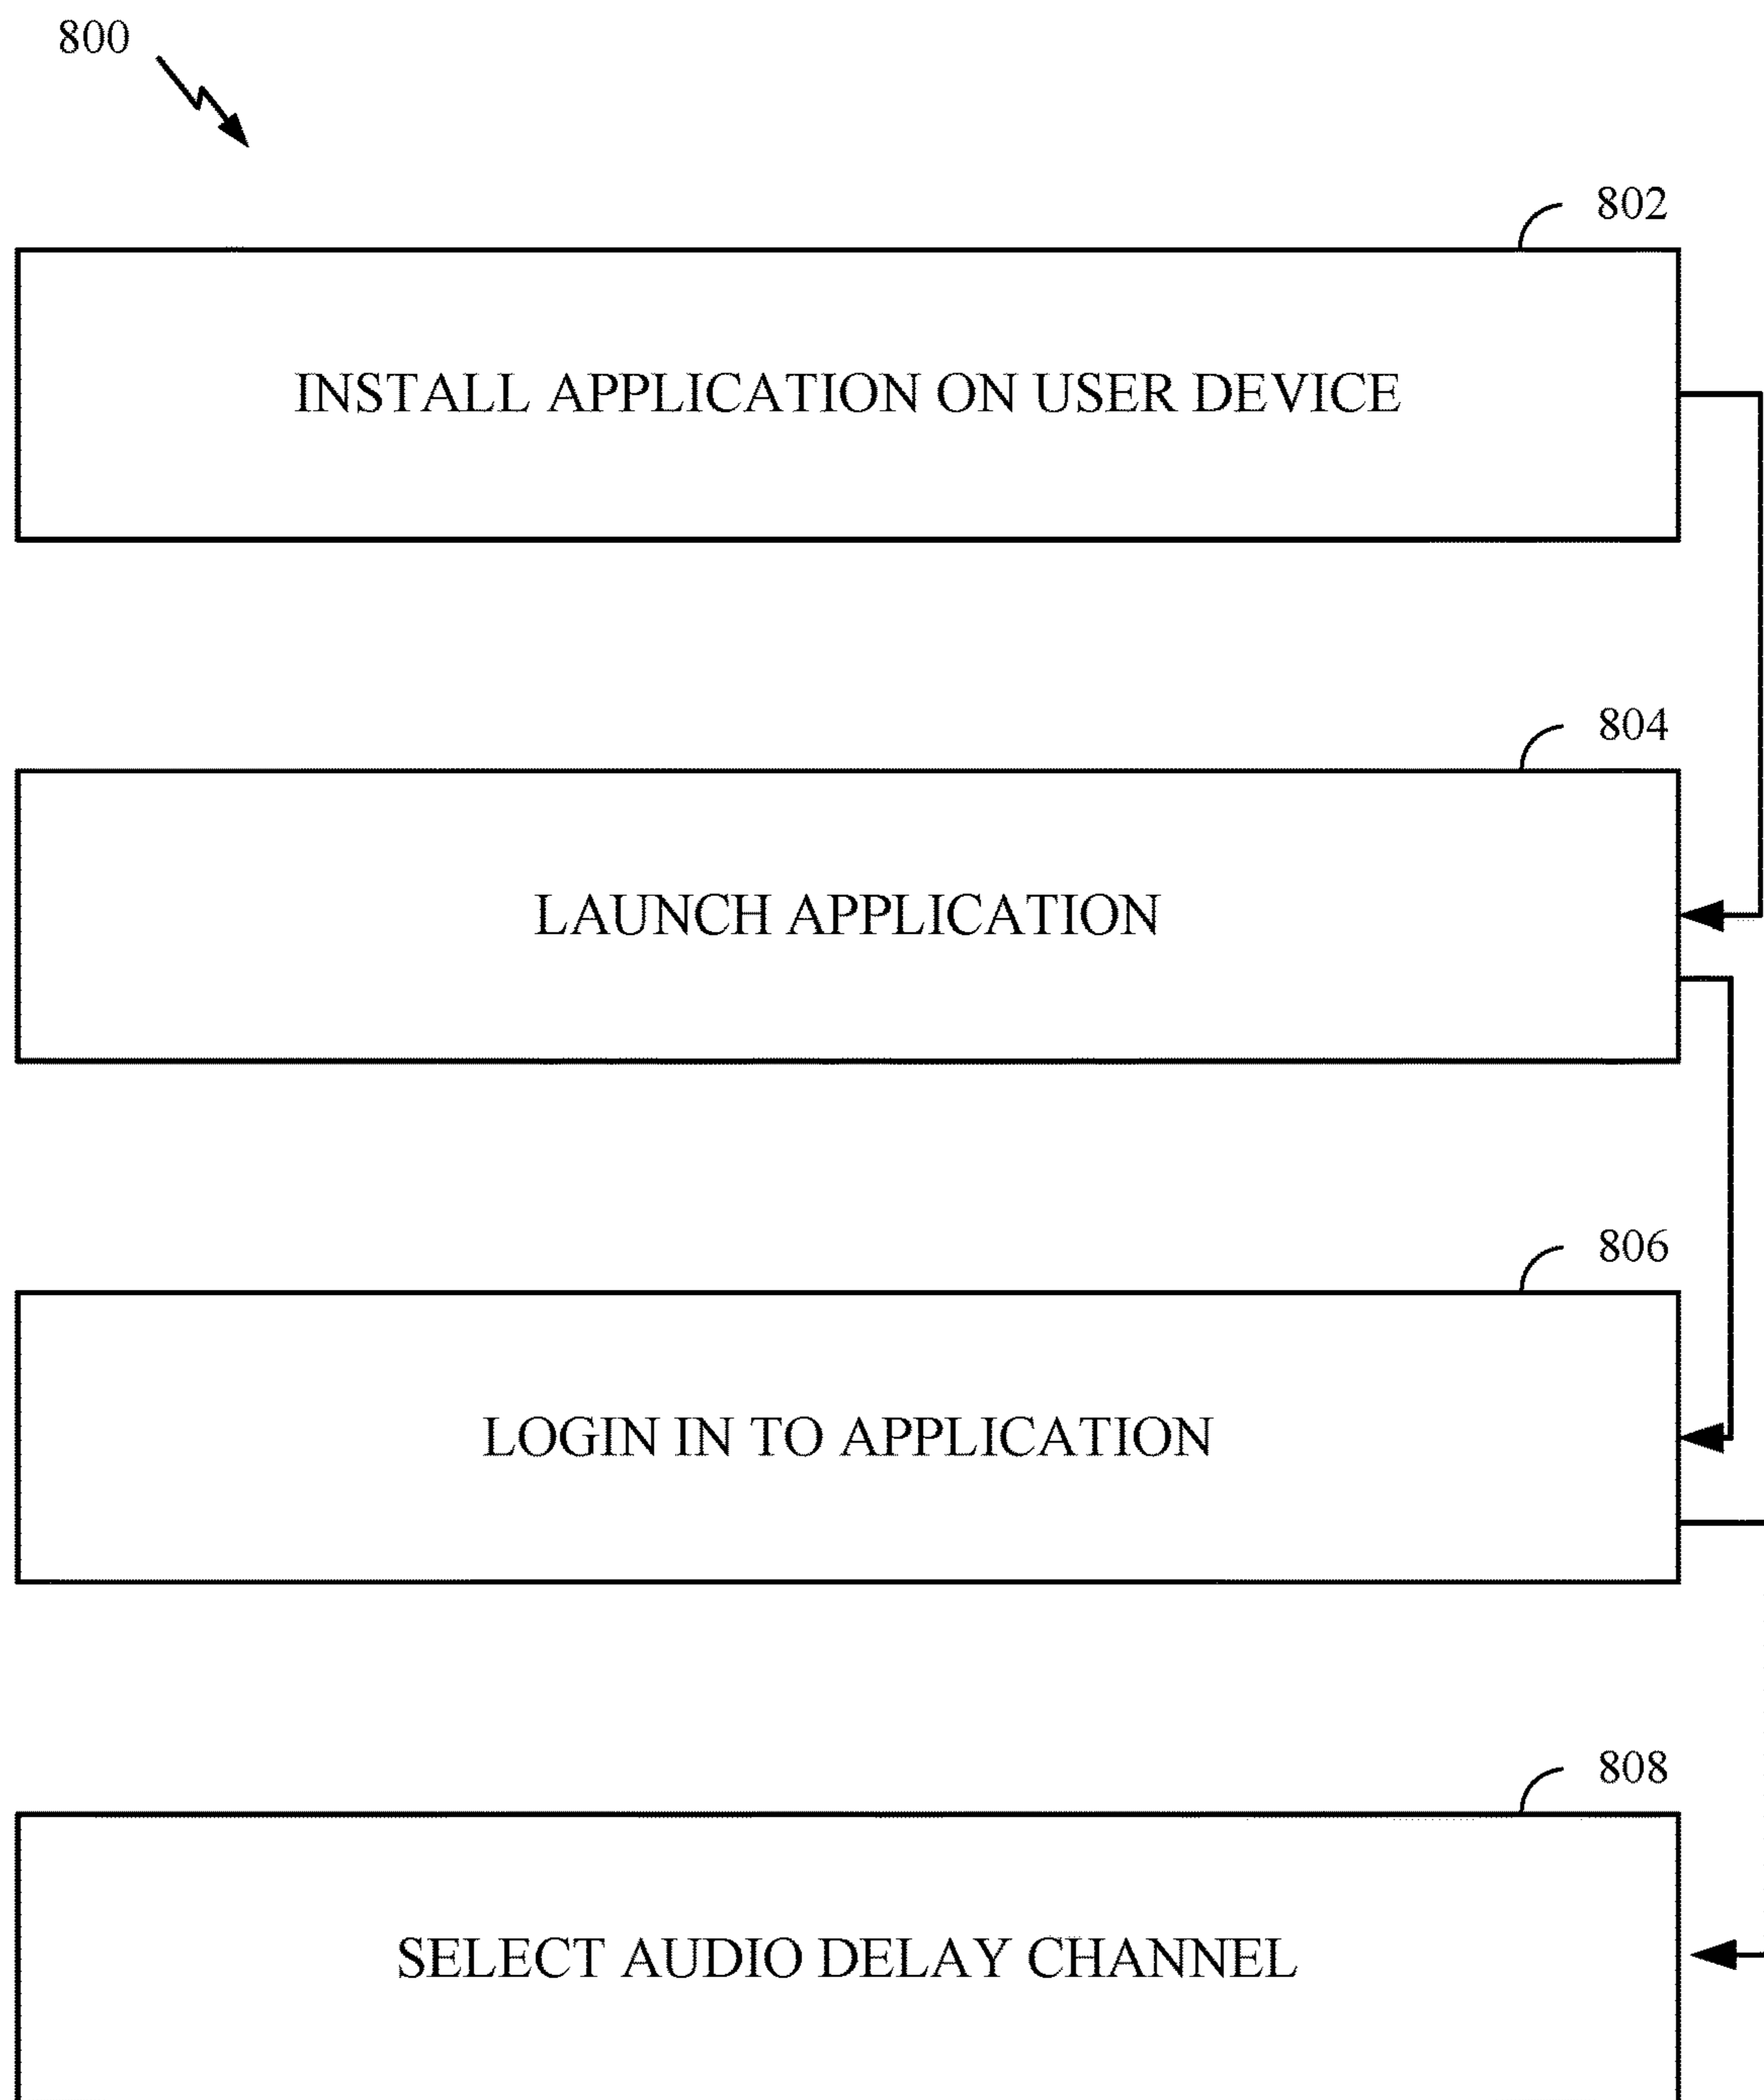 800
802
INSTALL APPLICATION ON USER DEVICE
804
LAUNCH APPLICATION
806
LOGIN IN TO APPLICATION
808
SELECT AUDIO DELAY CHANNEL